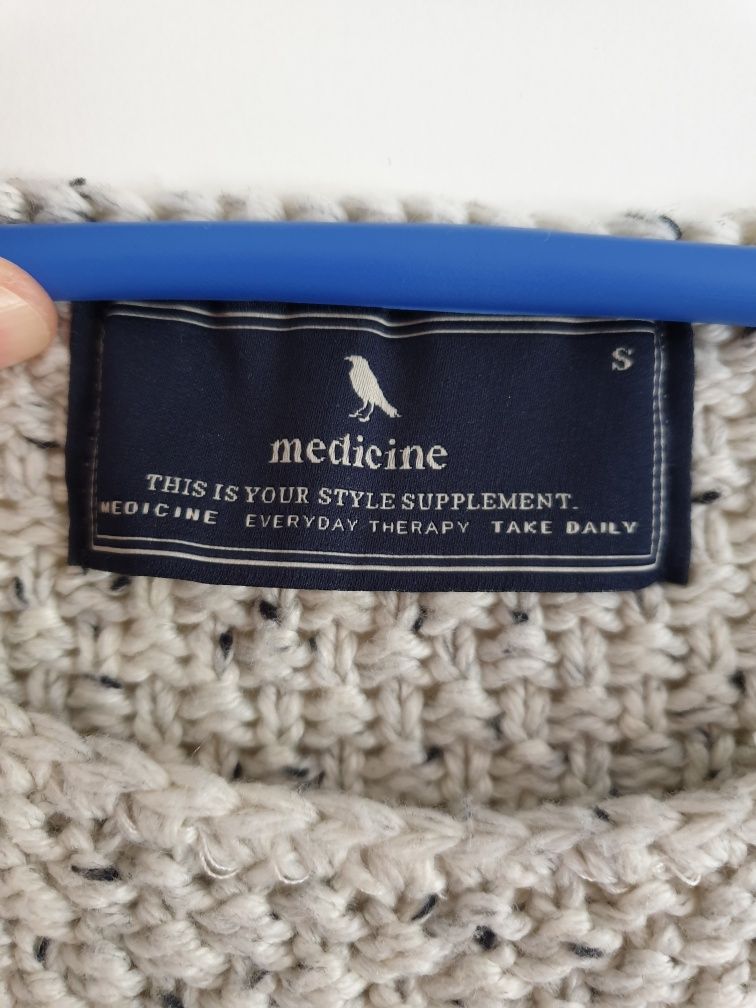 S
medicine
THIS IS YOUR STYLE SUPPLEMENT.
MEDICINE EVERYDAY THERAPY TAKE DAILY